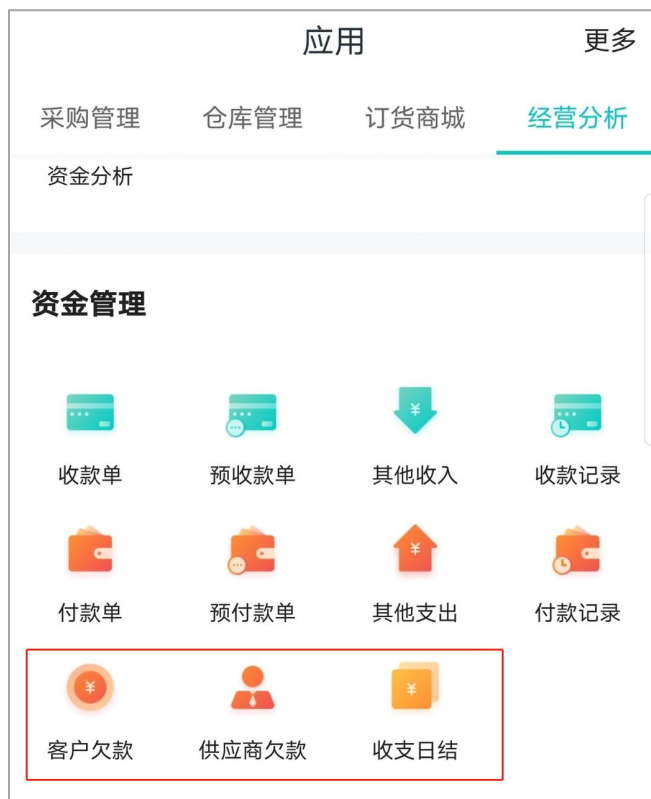 应用 更多
采购管理 仓库管理 订货商城 经营分析
资金分析
资金管理
¥
收款单 预收款单 其他收入 收款记录
¥
付款单 预付款单 其他支出 付款记录
¥ ¥
客户欠款 供应商欠款 收支日结